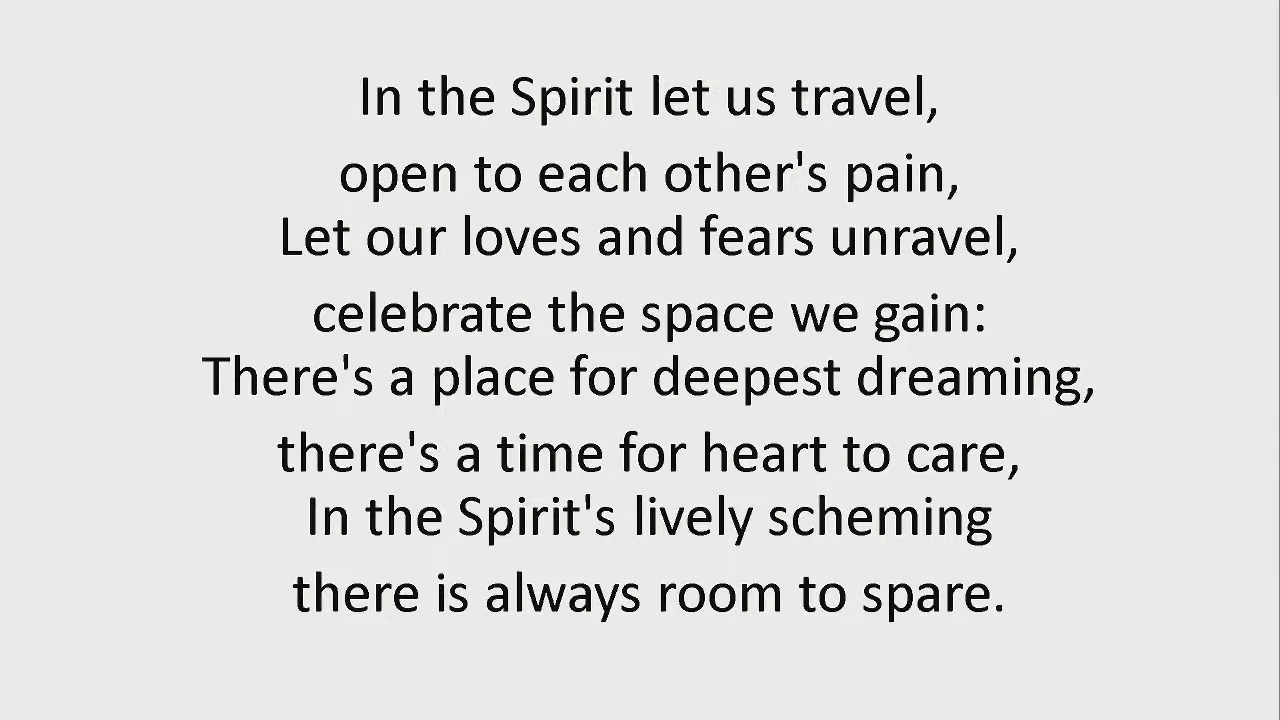 In the Spirit let us travel,
open to each other's pain,
Let our loves and fears unravel,
celebrate the space we gain:
There's a place for deepest dreaming,
there's a time for heart to care,
In the Spirit's lively scheming
there is always room to spare.